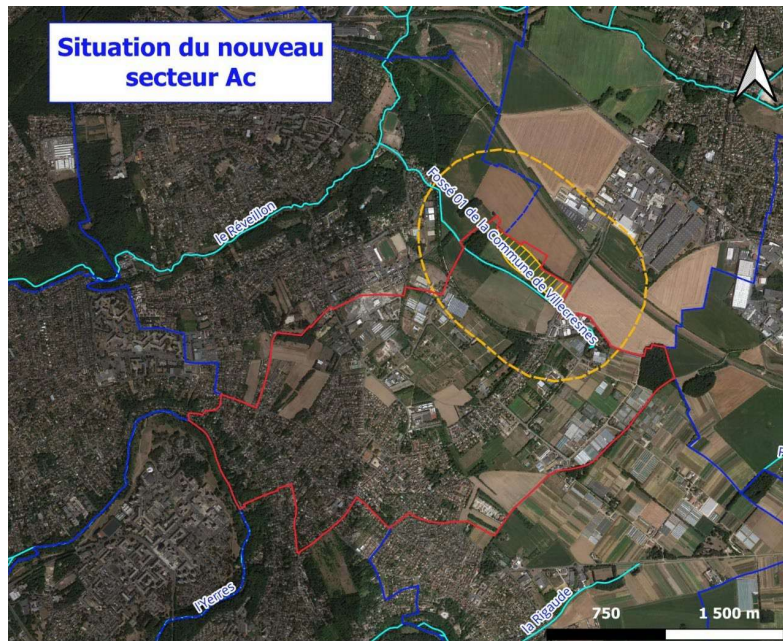 Situation du nouveau
secteur Ac
Fossé 01 de la Commune de Villecresnes
le Réveillon
l'Yerres
la Rigaude
750
1 500 m